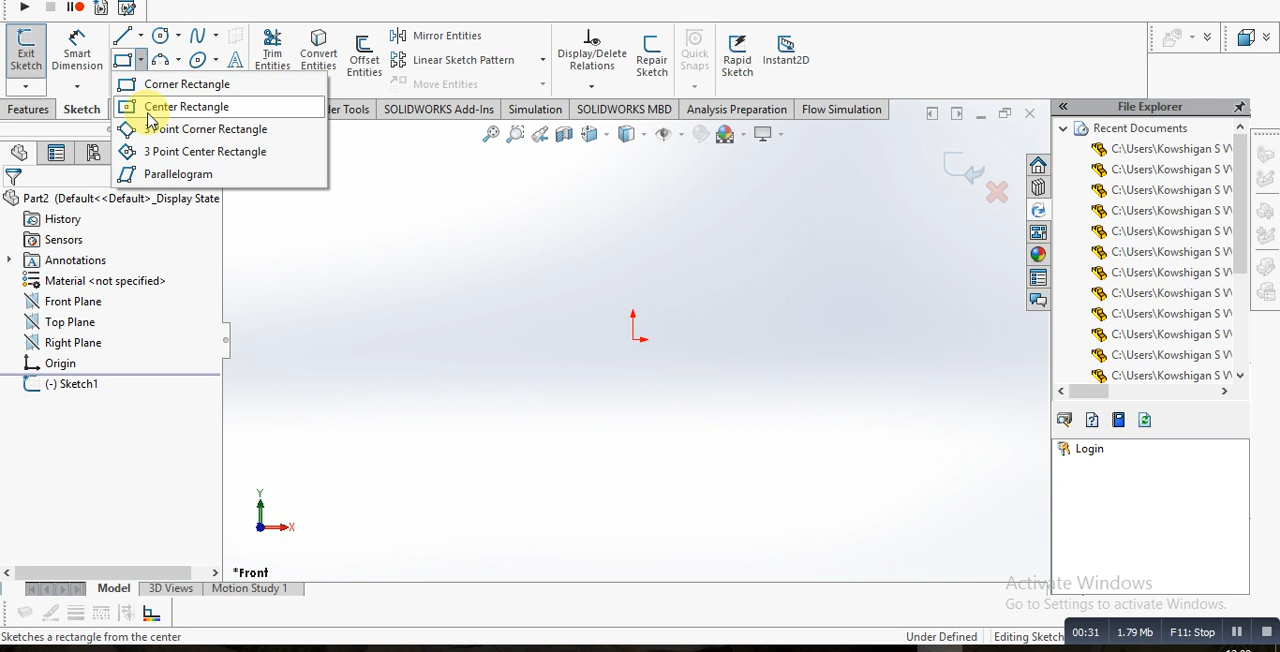 Exit Sketch
Smart Dimension
Trim Entities
Convert Entities
Offset Entities
Mirror Entities
Linear Sketch Pattern
Move Entities
Display/Delete Relations
Repair Sketch
Quick Snaps
Rapid Sketch
Instant2D
Corner Rectangle
Center Rectangle
3 Point Corner Rectangle
3 Point Center Rectangle
Parallelogram
Features
Sketch
der Tools
SOLIDWORKS Add-Ins
Simulation
SOLIDWORKS MBD
Analysis Preparation
Flow Simulation
Part2 (Default<<Default>_Display State
History
Sensors
Annotations
Material <not specified>
Front Plane
Top Plane
Right Plane
Origin
(-) Sketch1
Y
X
*Front
File Explorer
Recent Documents
C:\Users\Kowshigan S W
C:\Users\Kowshigan S W
C:\Users\Kowshigan S W
C:\Users\Kowshigan S W
C:\Users\Kowshigan S W
C:\Users\Kowshigan S W
C:\Users\Kowshigan S W
C:\Users\Kowshigan S W
C:\Users\Kowshigan S W
C:\Users\Kowshigan S W
C:\Users\Kowshigan S W
C:\Users\Kowshigan S W
Login
Activate Windows
Go to Settings to activate Windows.
Model
3D Views
Motion Study 1
Sketches a rectangle from the center
Under Defined
Editing Sketch
00:31
1.79 Mb
F11: Stop